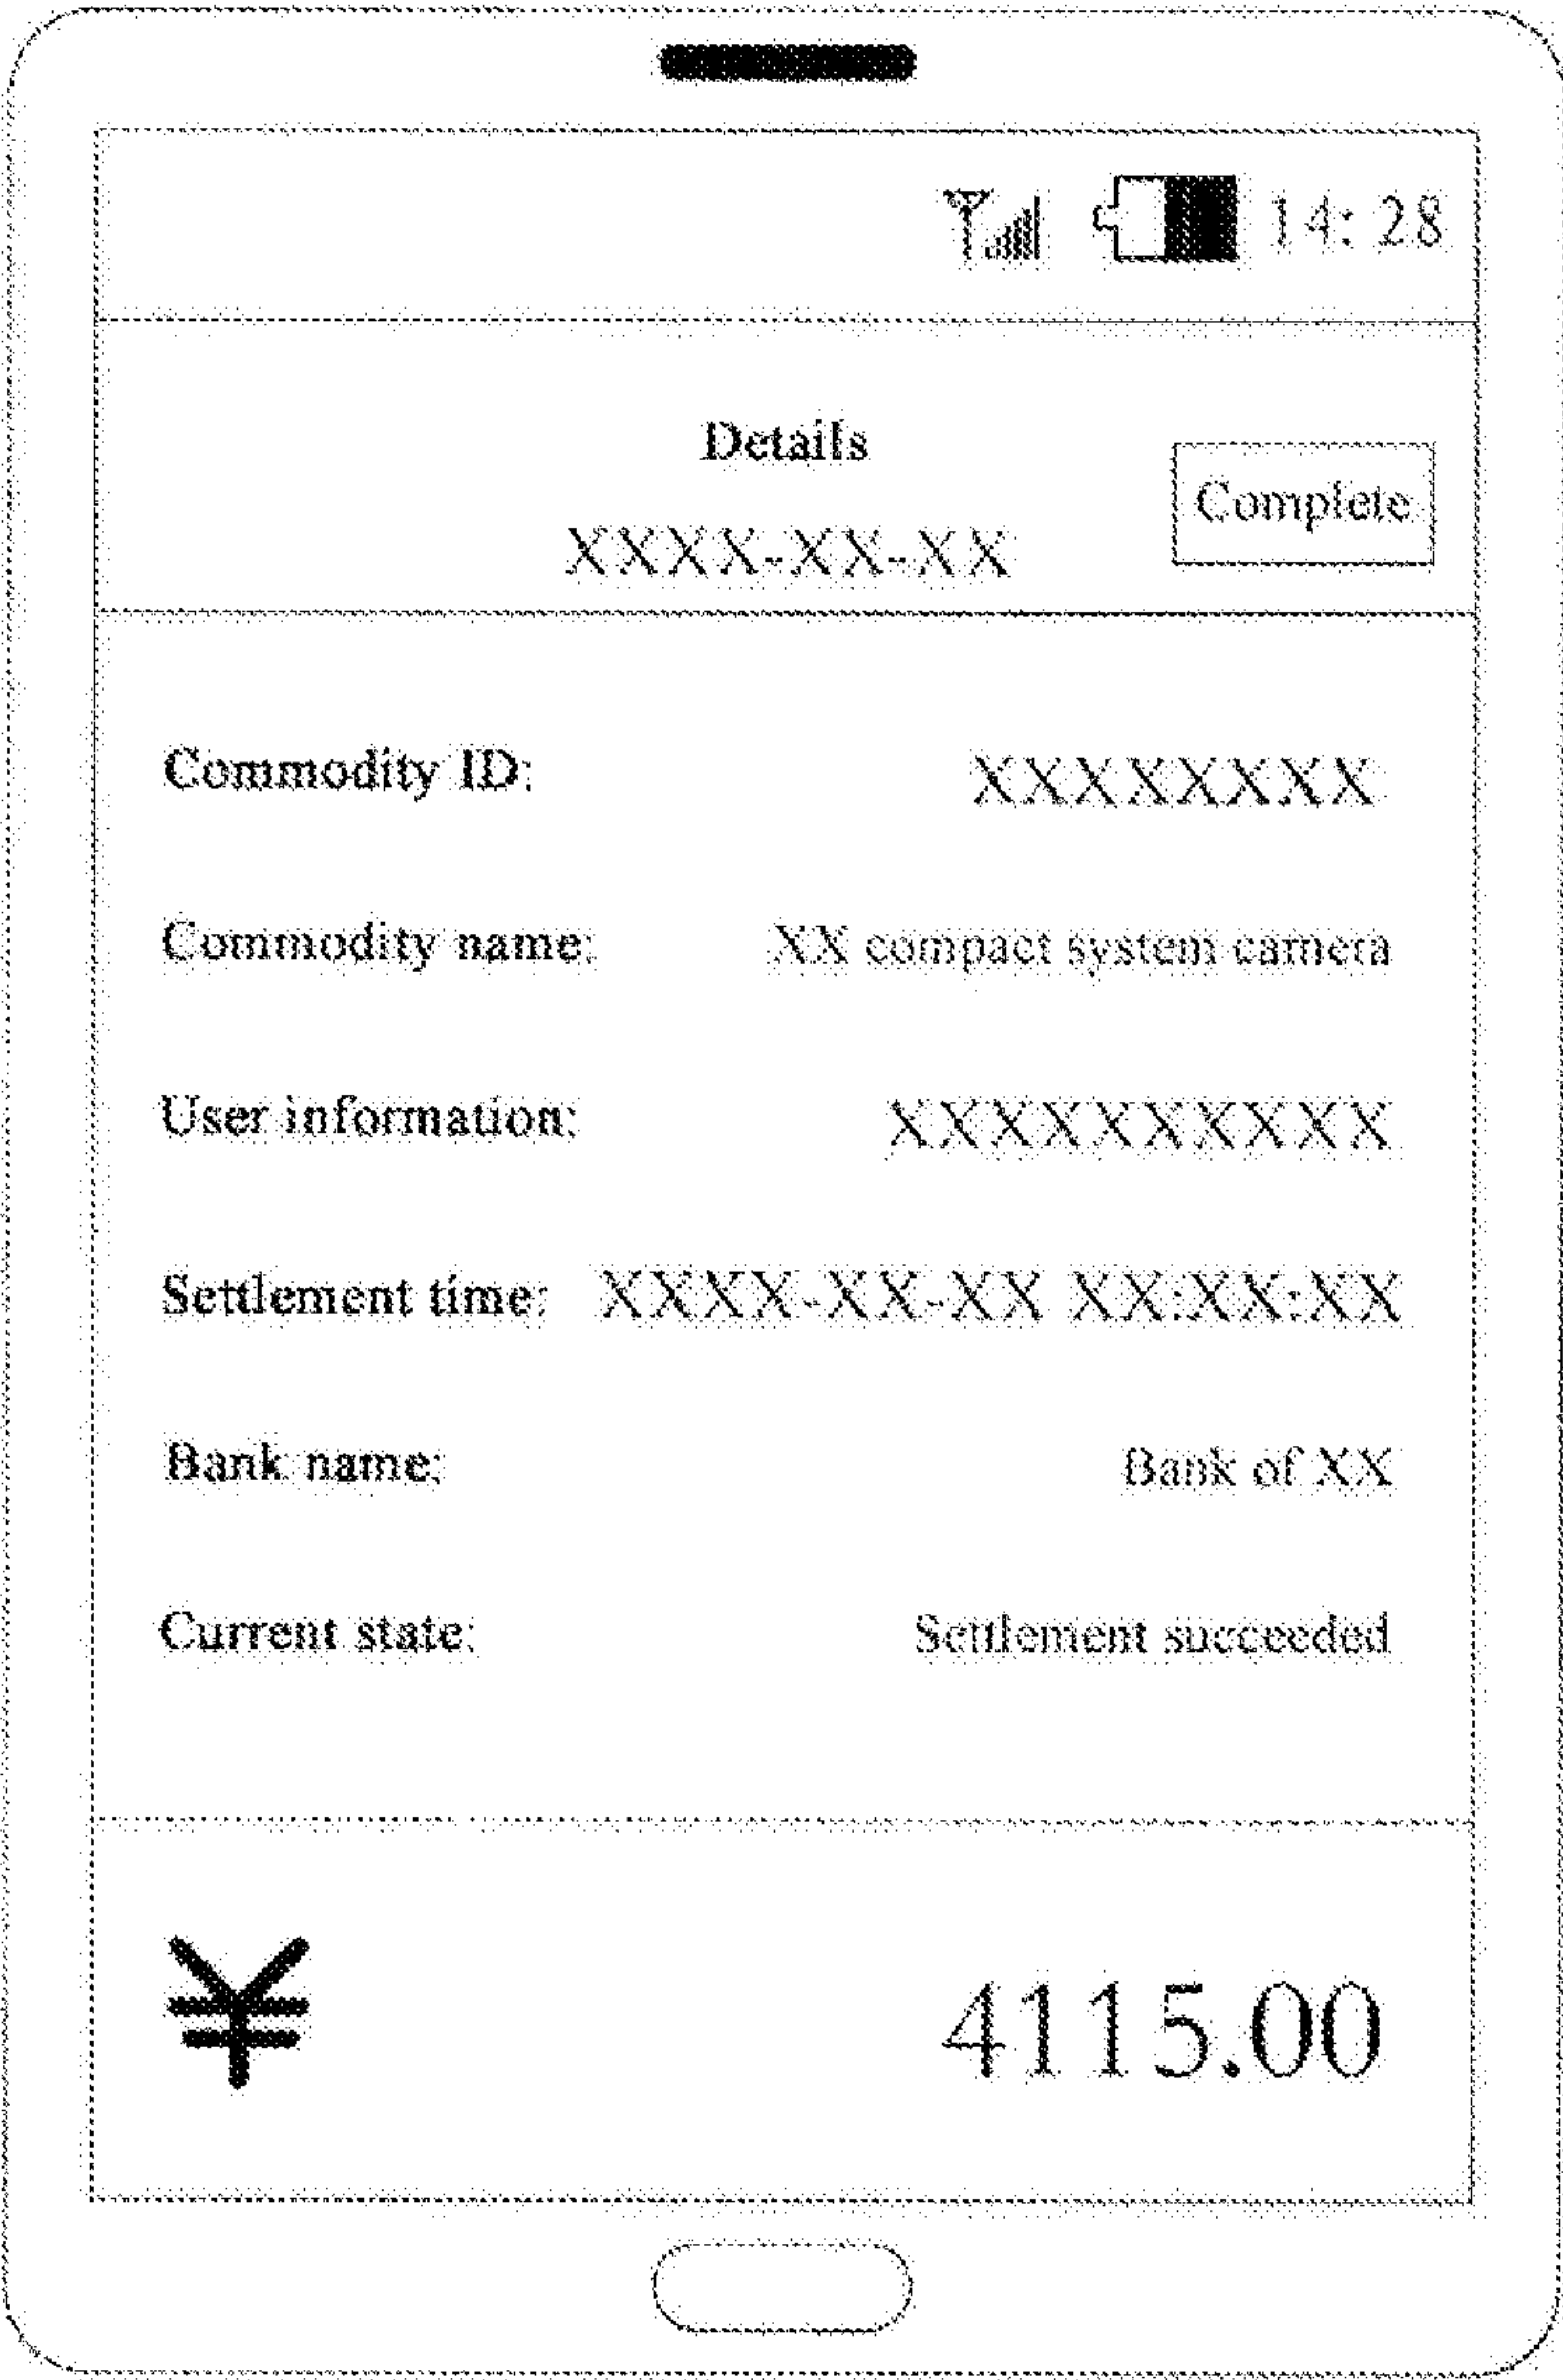 14: 28
Details
Complete
XXXX-XX-XX
Commodity ID: XXXXXXXX
Commodity name: XX compact system camera
User information: XXXXXXXXXX
Settlement time: XXXX-XX-XX XX:XX:XX
Bank name: Bank of XX
Current state: Settlement succeeded
¥ 4115.00